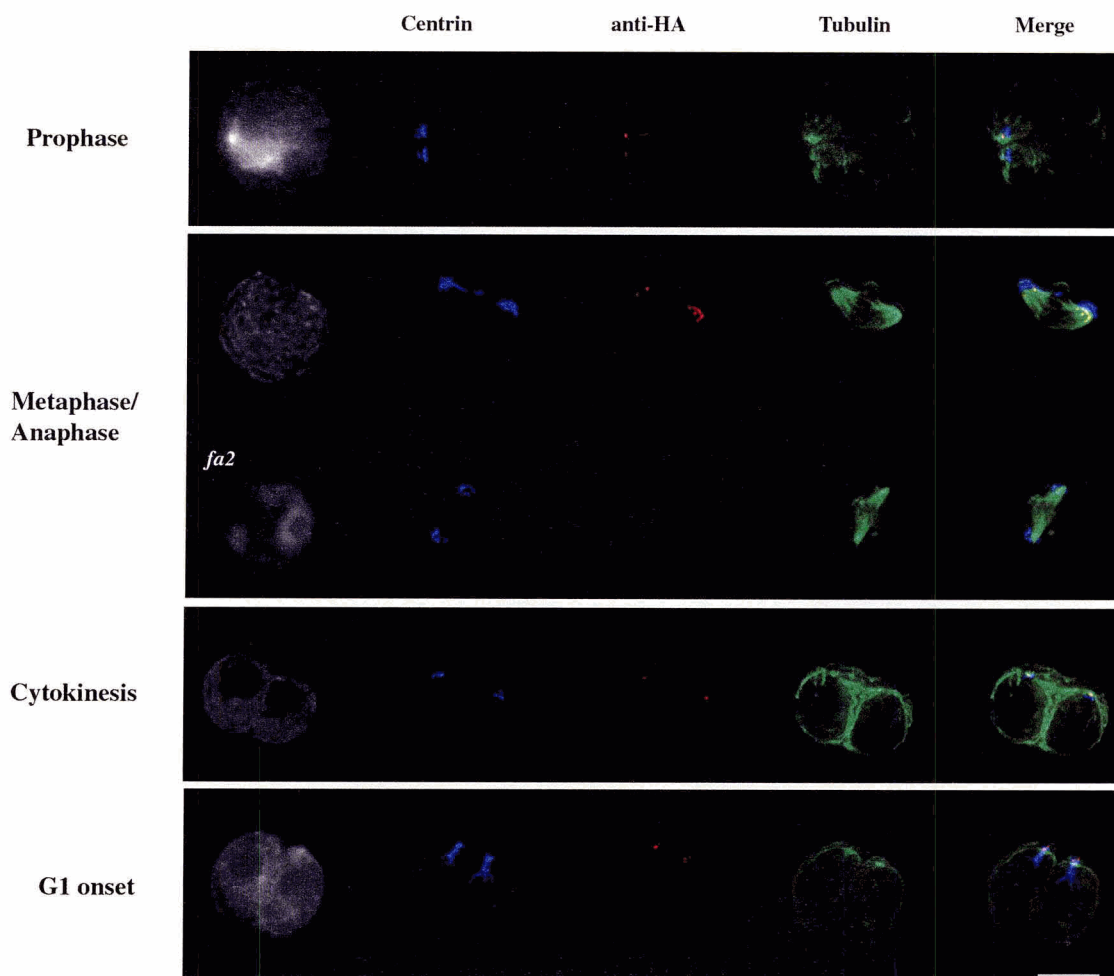 Centrin anti-HA Tubulin Merge
Prophase
Metaphase/
Anaphase
fa2
Cytokinesis
G1 onset